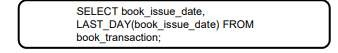 SELECT book_issue_date,
LAST_DAY(book_issue_date) FROM
book_transaction;